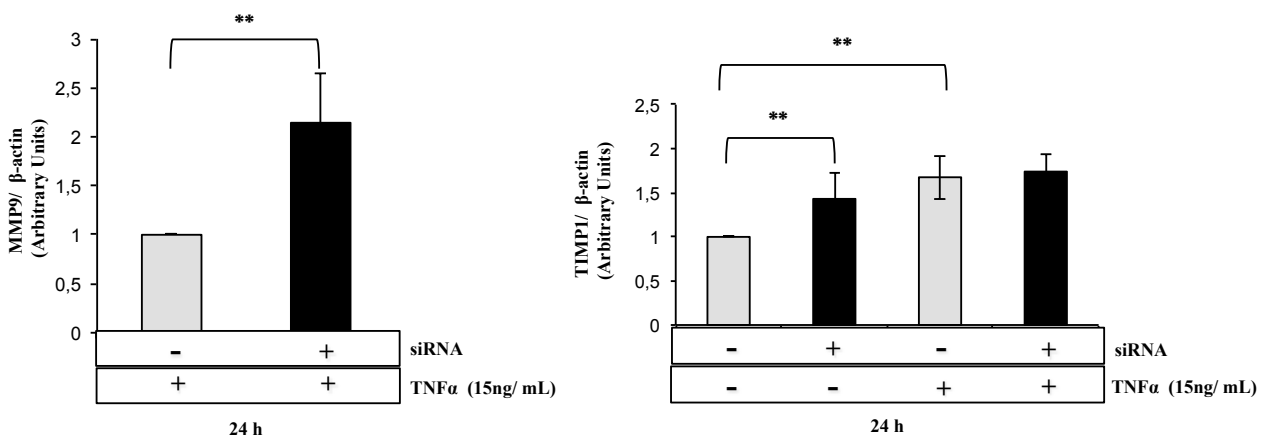 **
3
2,5
2
1,5
1
0,5
0
MMP9/ β-actin
(Arbitrary Units)
- + siRNA
+ + TNFα (15ng/ mL)
24 h
**
**
2,5
2
1,5
1
0,5
0
TIMP1/ β-actin
(Arbitrary Units)
- + - + siRNA
- - + + TNFα (15ng/ mL)
24 h